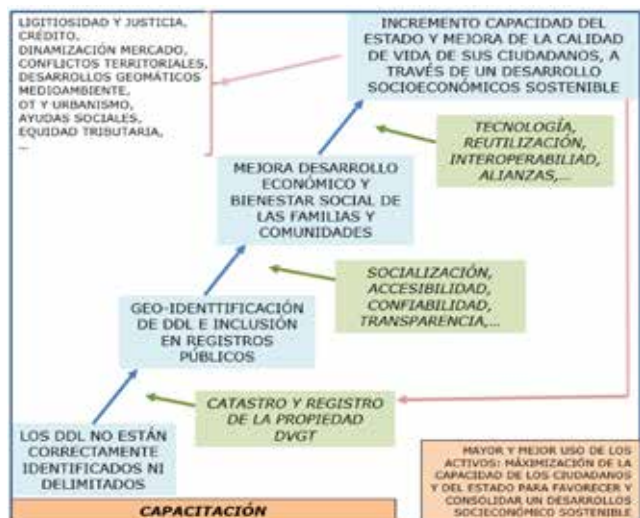 LIGITIOSIDAD Y JUSTICIA,
CRÉDITO,
DINAMIZACIÓN MERCADO,
CONFLICTOS TERRITORIALES,
DESARROLLOS GEOMÁTICOS
MEDIOAMBIENTE,
OT Y URBANISMO,
AYUDAS SOCIALES,
EQUIDAD TRIBUTARIA,
...
INCREMENTO CAPACIDAD DEL
ESTADO Y MEJORA DE LA CALIDAD
DE VIDA DE SUS CIUDADANOS, A
TRAVÉS DE UN DESARROLLO
SOCIOECONÓMICOS SOSTENIBLE
TECNOLOGÍA,
REUTILIZACIÓN,
INTEROPERABILIAD,
ALIANZAS,...
MEJORA DESARROLLO
ECONÓMICO Y
BIENESTAR SOCIAL DE
LAS FAMILIAS Y
COMUNIDADES
SOCIALIZACIÓN,
ACCESIBILIDAD,
CONFIABILIDAD,
TRANSPARENCIA,...
GEO-IDENTTIFICACIÓN
DE DDL E INCLUSIÓN
EN REGISTROS
PÚBLICOS
CATASTRO Y REGISTRO
DE LA PROPIEDAD
DVGT
LOS DDL NO ESTÁN
CORRECTAMENTE
IDENTIFICADOS NI
DELIMITADOS
MAYOR Y MEJOR USO DE LOS
ACTIVOS: MÁXIMIZACIÓN DE LA
CAPACIDAD DE LOS CIUDADANOS
Y DEL ESTADO PARA FAVORECER Y
CONSOLIDAR UN DESARROLLOS
SOCIECONÓMICO SOSTENIBLE
CAPACITACIÓN